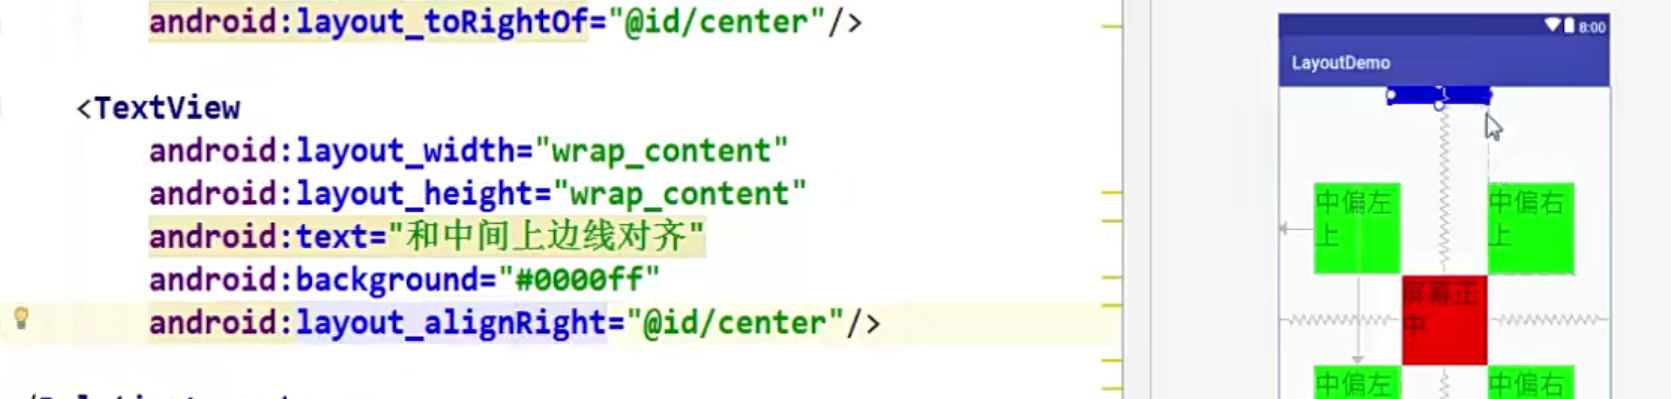 android:layout_toRightOf="@id/center"/>
<TextView
android:layout_width="wrap_content"
android:layout_height="wrap_content"
android:text="和中间上边线对齐"
android:background="#0000ff"
android:layout_alignRight="@id/center"/>
8:00
LayoutDemo
中偏左
上
中偏右
上
屏幕正
中
中偏左
中偏右